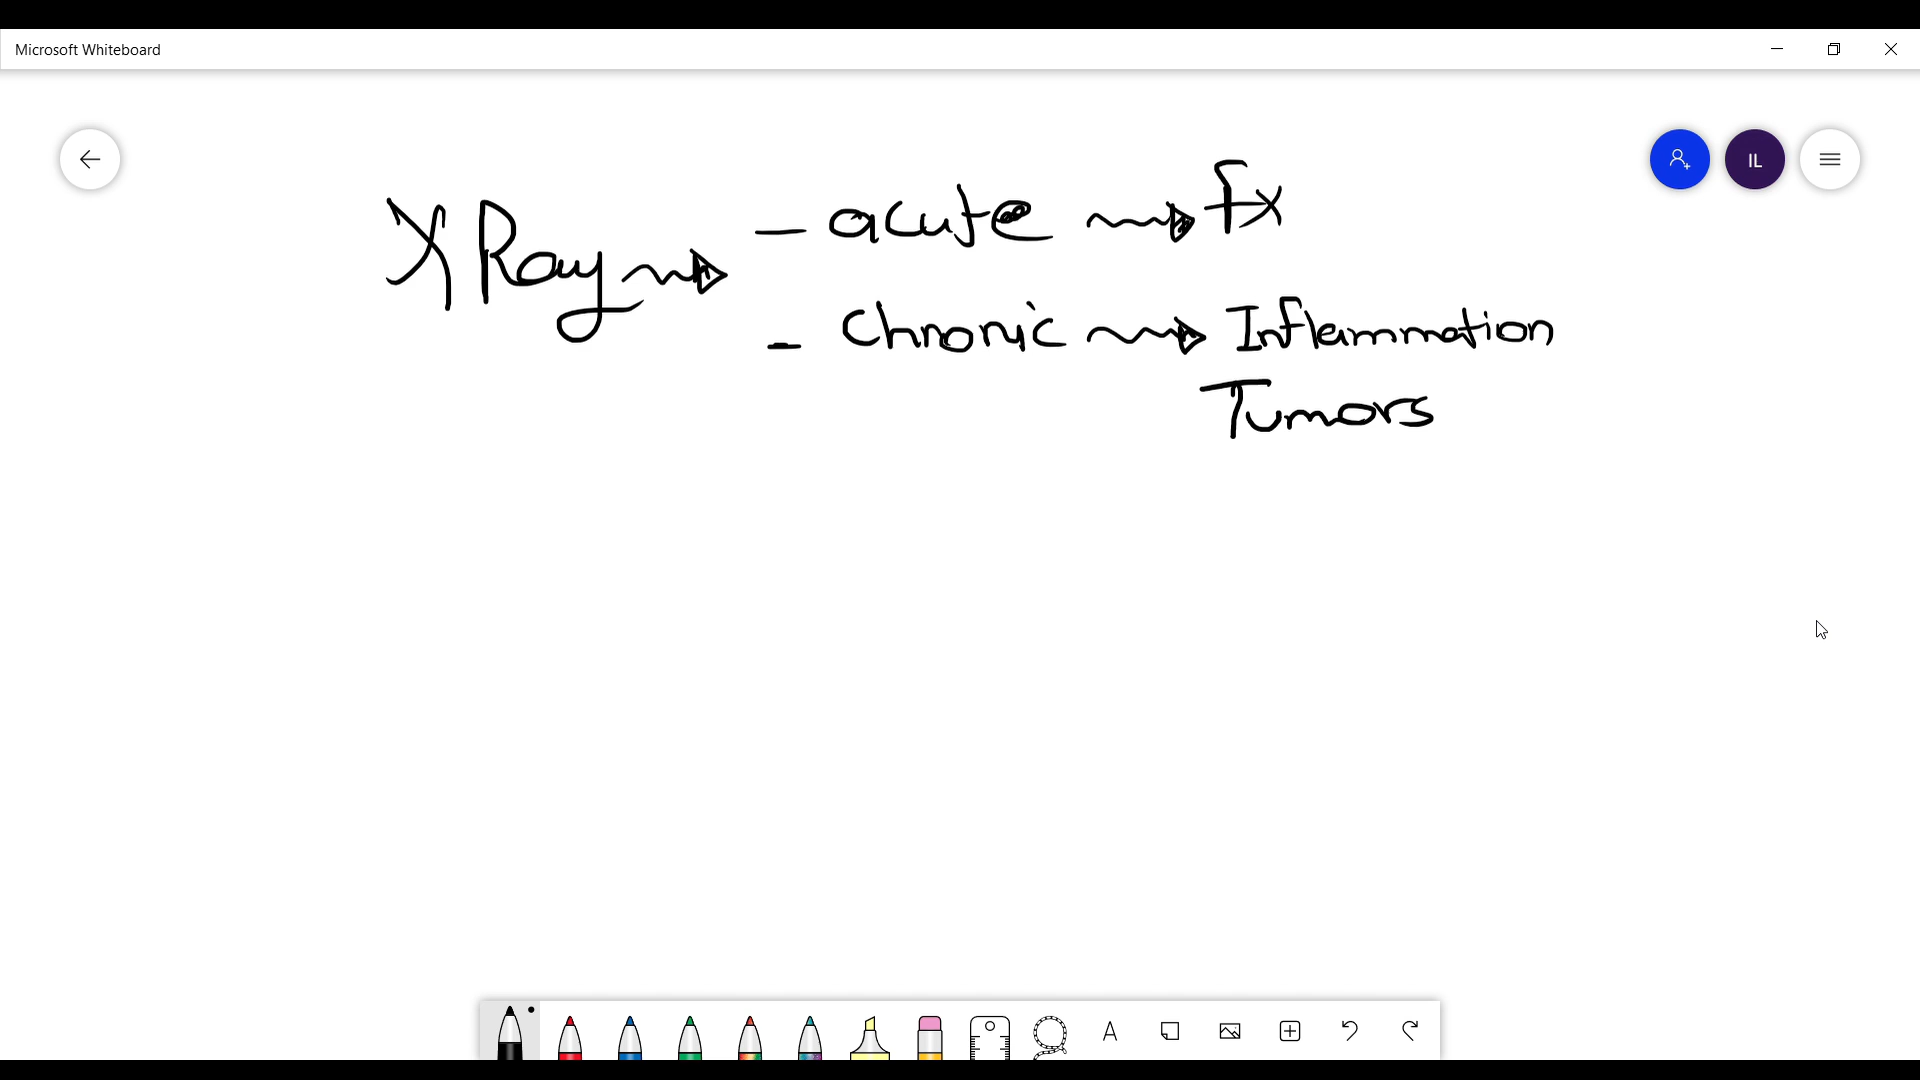 Microsoft Whiteboard
IL
X Ray → - acute → fx
- Chronic → Inflammation
Tumors
A